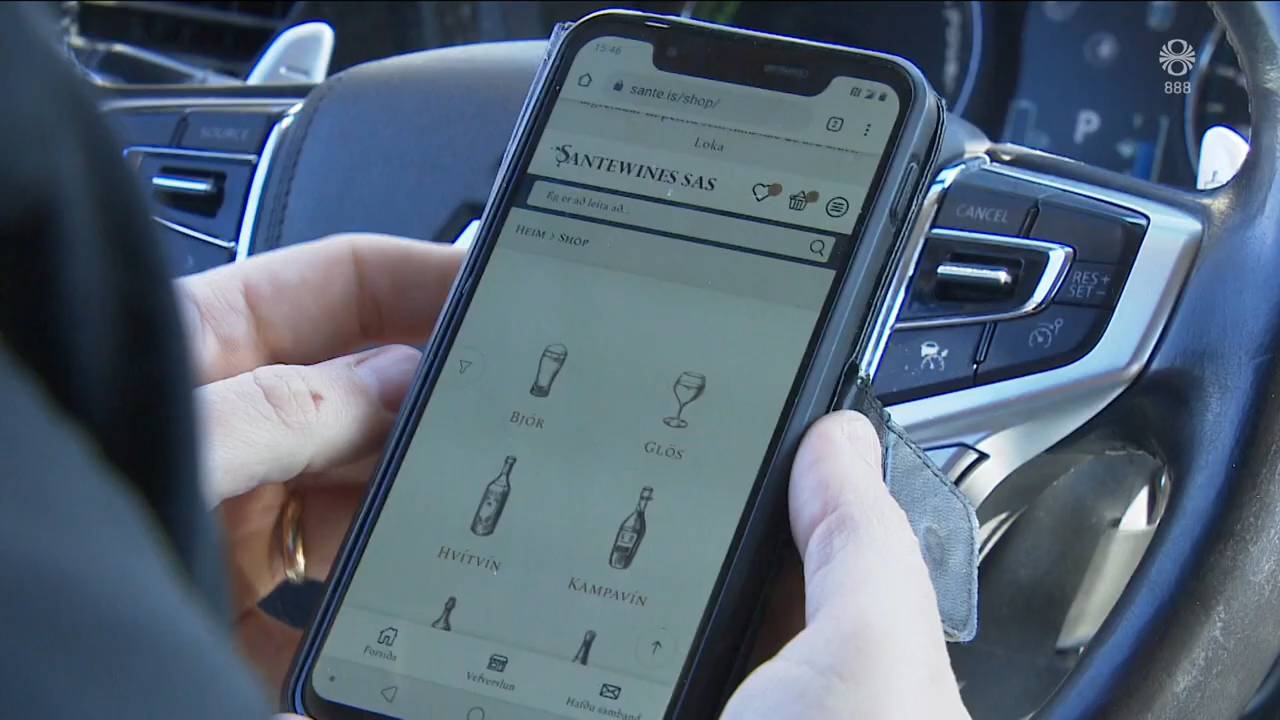 15:46
sante.is/shop/
2
Loka
SANTEWINES SAS
Ég er að leita að...
HEIM > SHOP
BJÓR
GLÖS
HVÍTVÍN
KAMPAVÍN
Forsíða
Vefverslun
Hafðu samband
SOURCE
P
CANCEL
RES +
SET −
888